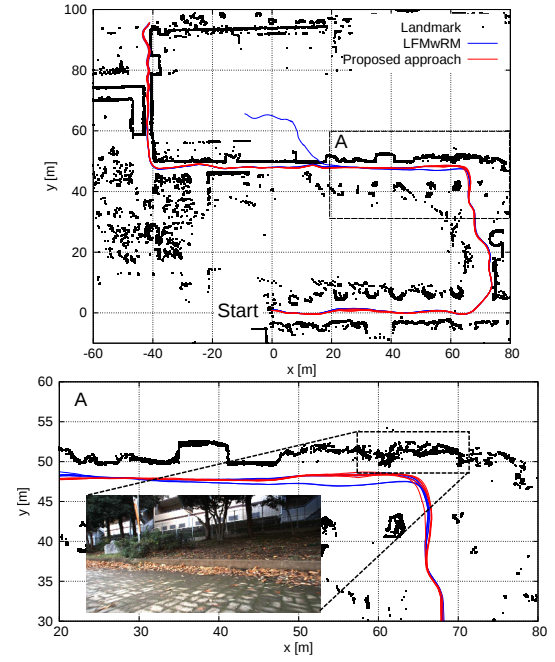 100
80
60
40
20
0
y [m]
Landmark
LFMwRM
Proposed approach
A
Start
-60 -40 -20 0 20 40 60 80
x [m]
60
55
50
45
40
35
30
y [m]
A
20 30 40 50 60 70 80
x [m]